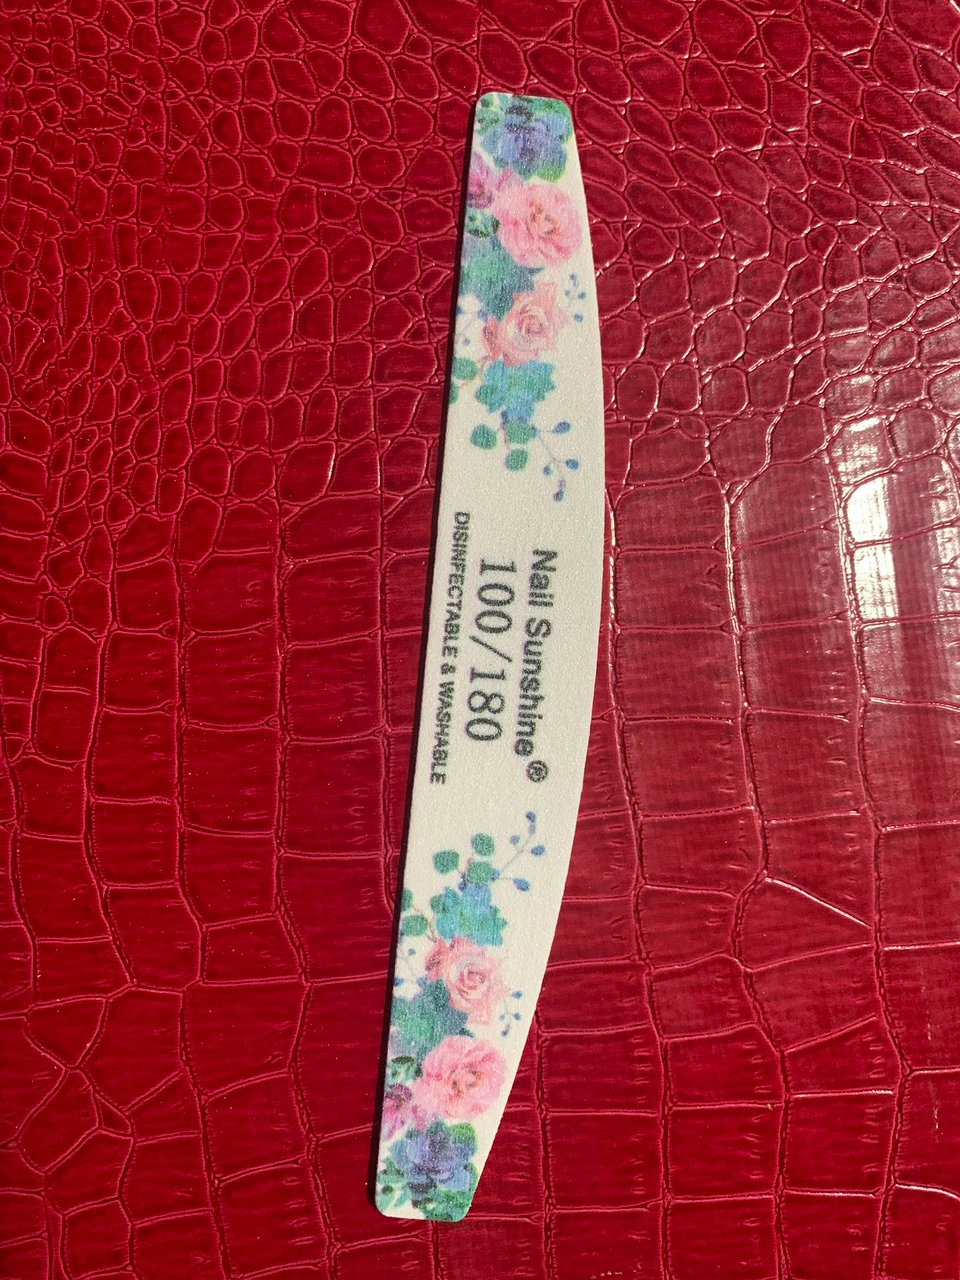 Nail Sunshine®
100/180
DISINFECTABLE & WASHABLE